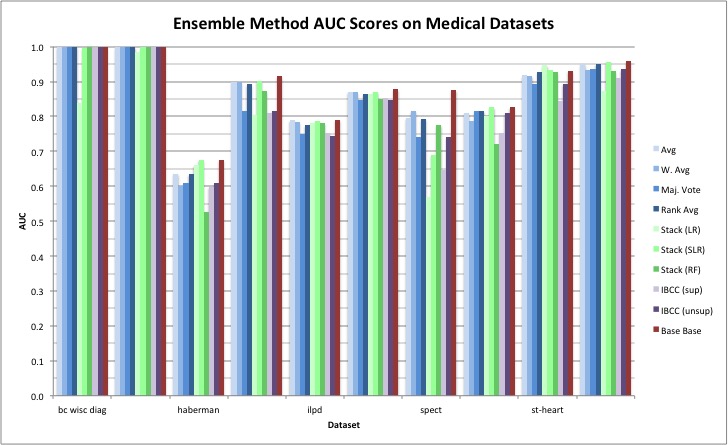 Ensemble Method AUC Scores on Medical Datasets
1.0
0.9
0.8
0.7
0.6
0.5
0.4
0.3
0.2
0.1
0.0
AUC
bc wisc diag
haberman
ilpd
spect
st-heart
Dataset
Avg
W. Avg
Maj. Vote
Rank Avg
Stack (LR)
Stack (SLR)
Stack (RF)
IBCC (sup)
IBCC (unsup)
Base Base